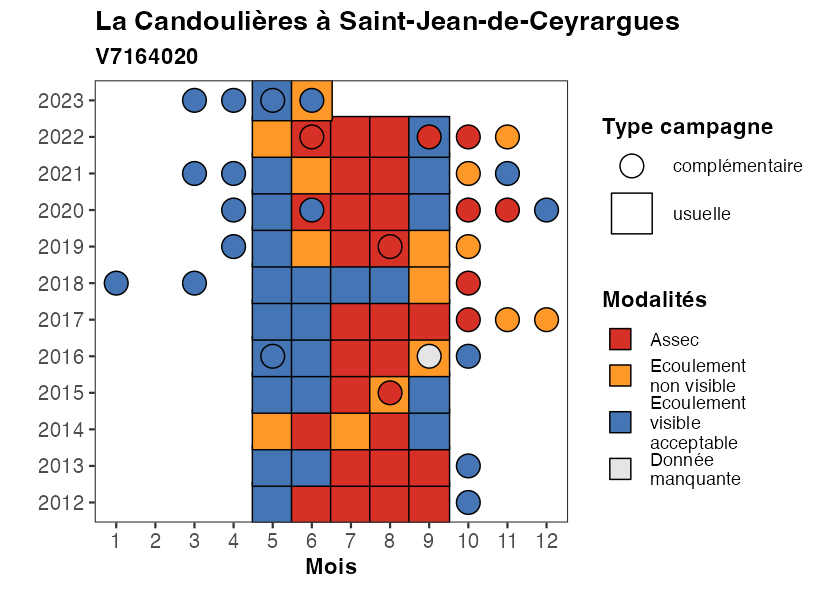 La Candoulières à Saint-Jean-de-Ceyrargues
V7164020
2023
2022
2021
2020
2019
2018
2017
2016
2015
2014
2013
2012
1 2 3 4 5 6 7 8 9 10 11 12
Mois
Type campagne
complémentaire
usuelle
Modalités
Assec
Ecoulement
non visible
Ecoulement
visible
acceptable
Donnée
manquante